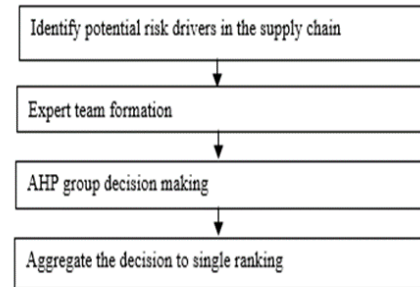 Identify potential risk drivers in the supply chain
Expert team formation
AHP group decision making
Aggregate the decision to single ranking